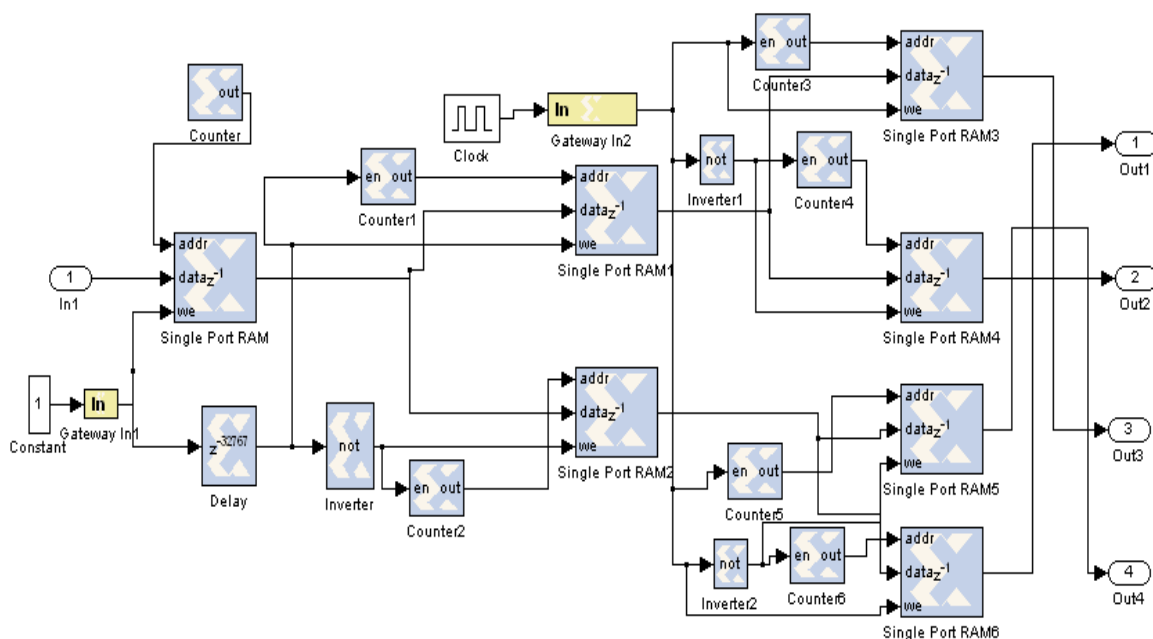 en out
Counter3
addr
data z⁻¹
we
Single Port RAM3
out
Counter
Clock
In
Gateway In2
en out
Counter1
addr
data z⁻¹
we
Single Port RAM1
not
Inverter1
en out
Counter4
1
Out1
addr
data z⁻¹
we
Single Port RAM4
2
Out2
1
In1
addr
data z⁻¹
we
Single Port RAM
1
Constant
In
Gateway In1
z⁻³²⁷⁶⁷
Delay
not
Inverter
en out
Counter2
addr
data z⁻¹
we
Single Port RAM2
en out
Counter5
addr
data z⁻¹
we
Single Port RAM5
3
Out3
not
Inverter2
en out
Counter6
addr
data z⁻¹
we
Single Port RAM6
4
Out4